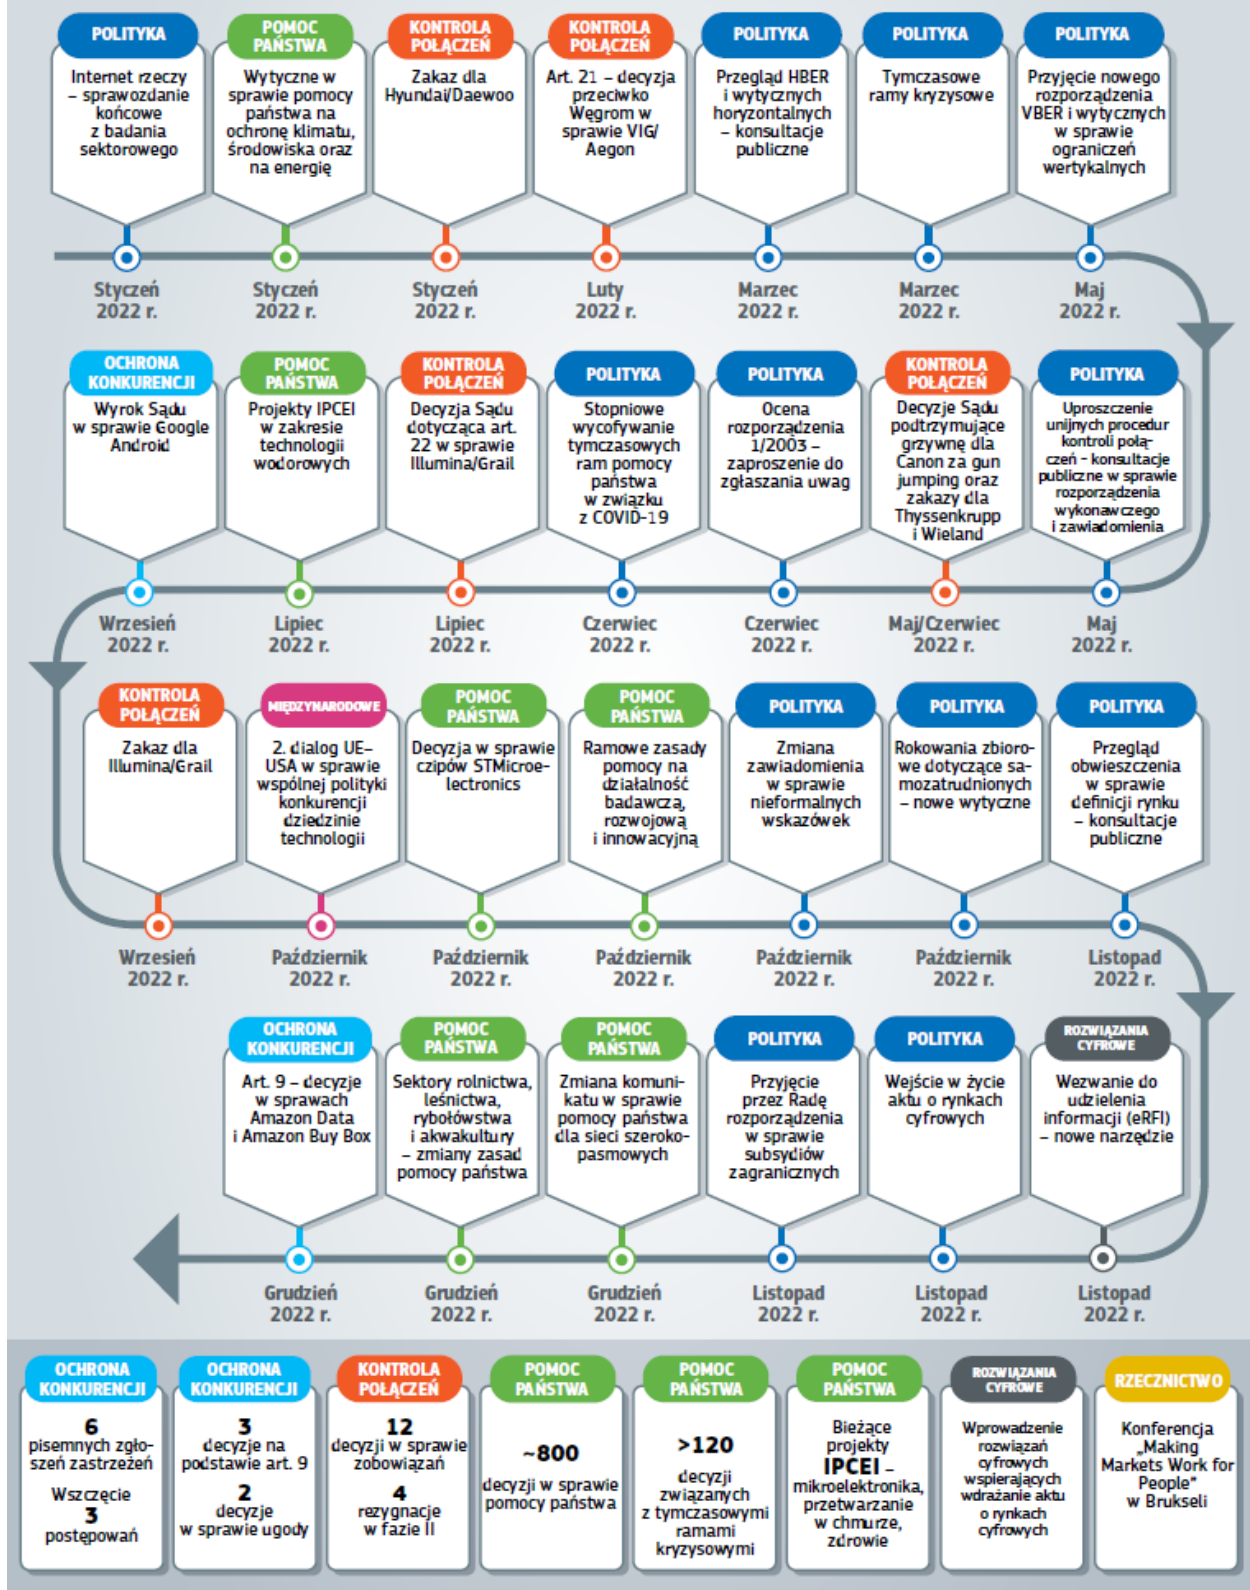 POLITYKA
Internet rzeczy
– sprawozdanie
końcowe
z badania
sektorowego
Styczeń
2022 r.
POMOC
PAŃSTWA
Wytyczne w
sprawie pomocy
państwa na
ochronę klimatu,
środowiska oraz
na energię
Styczeń
2022 r.
KONTROLA
POŁĄCZEŃ
Zakaz dla
Hyundai/Daewoo
Styczeń
2022 r.
KONTROLA
POŁĄCZEŃ
Art. 21 – decyzja
przeciwko
Węgrom w
sprawie VIG/
Aegon
Luty
2022 r.
POLITYKA
Przegląd HBER
i wytycznych
horyzontalnych
– konsultacje
publiczne
Marzec
2022 r.
POLITYKA
Tymczasowe
ramy kryzysowe
Marzec
2022 r.
POLITYKA
Przyjęcie nowego
rozporządzenia
VBER i wytycznych
w sprawie
ograniczeń
wertykalnych
Maj
2022 r.
OCHRONA
KONKURENCJI
Wyrok Sądu
w sprawie Google
Android
Wrzesień
2022 r.
POMOC
PAŃSTWA
Projekty IPCEI
w zakresie
technologii
wodorowych
Lipiec
2022 r.
KONTROLA
POŁĄCZEŃ
Decyzja Sądu
dotycząca art.
22 w sprawie
Illumina/Grail
Lipiec
2022 r.
POLITYKA
Stopniowe
wycofywanie
tymczasowych
ram pomocy
państwa
w związku
z COVID-19
Czerwiec
2022 r.
POLITYKA
Ocena
rozporządzenia
1/2003 –
zaproszenie do
zgłaszania uwag
Czerwiec
2022 r.
KONTROLA
POŁĄCZEŃ
Decyzje Sądu
podtrzymujące
grzywnę dla
Canon za gun
jumping oraz
zakazy dla
Thyssenkrupp
i Wieland
Maj/Czerwiec
2022 r.
POLITYKA
Uproszczenie
unijnych procedur
kontroli połą-
czeń - konsultacje
publiczne w sprawie
rozporządzenia
wykonawczego
i zawiadomienia
Maj
2022 r.
KONTROLA
POŁĄCZEŃ
Zakaz dla
Illumina/Grail
Wrzesień
2022 r.
MIĘDZYNARODOWE
2. dialog UE–
USA w sprawie
wspólnej polityki
konkurencji
dziedzinie
technologii
Październik
2022 r.
POMOC
PAŃSTWA
Decyzja w sprawie
czipów STMicroe-
lectronics
Październik
2022 r.
POMOC
PAŃSTWA
Ramowe zasady
pomocy na
działalność
badawczą,
rozwojową
i innowacyjną
Październik
2022 r.
POLITYKA
Zmiana
zawiadomienia
w sprawie
nieformalnych
wskazówek
Październik
2022 r.
POLITYKA
Rokowania zbioro-
we dotyczące sa-
mozatrudnionych
– nowe wytyczne
Październik
2022 r.
POLITYKA
Przegląd
obwieszczenia
w sprawie
definicji rynku
– konsultacje
publiczne
Listopad
2022 r.
OCHRONA
KONKURENCJI
Art. 9 – decyzje
w sprawach
Amazon Data
i Amazon Buy Box
Grudzień
2022 r.
POMOC
PAŃSTWA
Sektory rolnictwa,
leśnictwa,
rybołówstwa
i akwakultury
– zmiany zasad
pomocy państwa
Grudzień
2022 r.
POMOC
PAŃSTWA
Zmiana komuni-
katu w sprawie
pomocy państwa
dla sieci szeroko-
pasmowych
Grudzień
2022 r.
POLITYKA
Przyjęcie
przez Radę
rozporządzenia
w sprawie
subsydiów
zagranicznych
Listopad
2022 r.
POLITYKA
Wejście w życie
aktu o rynkach
cyfrowych
Listopad
2022 r.
ROZWIĄZANIA
CYFROWE
Wezwanie do
udzielenia
informacji (eRFI)
– nowe narzędzie
Listopad
2022 r.
OCHRONA
KONKURENCJI
6
pisemnych zgło-
szeń zastrzeżeń
Wszczęcie
3
postępowań
OCHRONA
KONKURENCJI
3
decyzje na
podstawie art. 9
2
decyzje
w sprawie ugody
KONTROLA
POŁĄCZEŃ
12
decyzji w sprawie
zobowiązań
4
rezygnacje
w fazie II
POMOC
PAŃSTWA
~800
decyzji w sprawie
pomocy państwa
POMOC
PAŃSTWA
>120
decyzji
związanych
z tymczasowymi
ramami
kryzysowymi
POMOC
PAŃSTWA
Bieżące
projekty
IPCEI –
mikroelektronika,
przetwarzanie
w chmurze,
zdrowie
ROZWIĄZANIA
CYFROWE
Wprowadzenie
rozwiązań
cyfrowych
wspierających
wdrażanie aktu
o rynkach
cyfrowych
RZECZNICTWO
Konferencja
„Making
Markets Work for
People”
w Brukseli